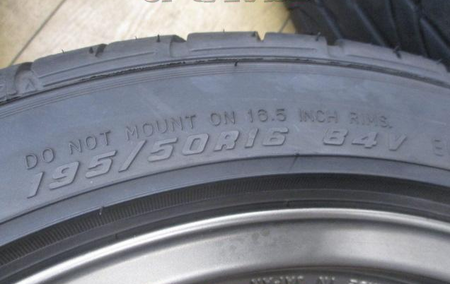 DO NOT MOUNT ON 16.5 INCH RIMS.
195/50R16 84V